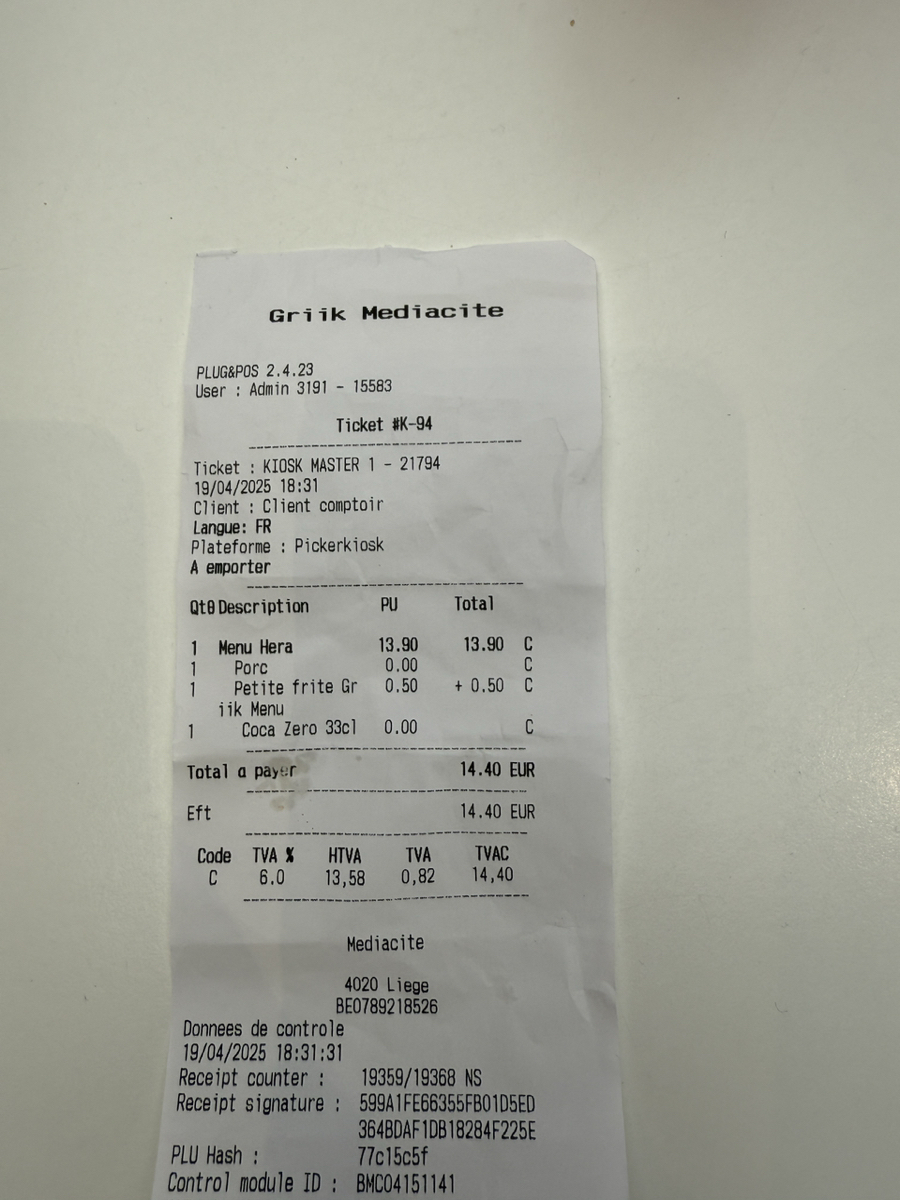 Griik Mediacite
PLUG&POS 2.4.23
User : Admin 3191 - 15583
Ticket #K-94
Ticket : KIOSK MASTER 1 - 21794
19/04/2025 18:31
Client : Client comptoir
Langue: FR
Plateforme : Pickerkiosk
A emporter
Qtθ Description PU Total
1 Menu Hera 13.90 13.90 C
1 Porc 0.00 C
1 Petite frite Gr 0.50 + 0.50 C
iik Menu
1 Coca Zero 33cl 0.00 C
Total a payer 14.40 EUR
Eft 14.40 EUR
Code TVA % HTVA TVA TVAC
C 6.0 13,58 0,82 14,40
Mediacite
4020 Liege
BE0789218526
Donnees de controle
19/04/2025 18:31:31
Receipt counter : 19359/19368 NS
Receipt signature : 599A1FE66355FB01D5ED
364BDAF1DB18284F225E
PLU Hash : 77c15c5f
Control module ID : BMC04151141